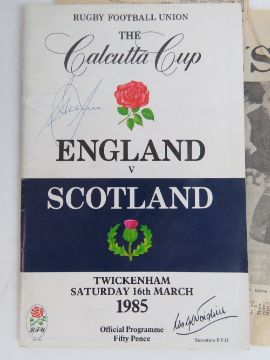 RUGBY FOOTBALL UNION
THE
Calcutta Cup
ENGLAND
V
SCOTLAND
TWICKENHAM
SATURDAY 16TH MARCH
1985
Official Programme
Fifty Pence
Secretary R.F.U.